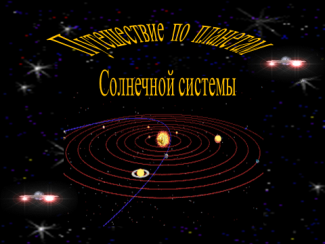 Путешествие по планетам
Солнечной системы